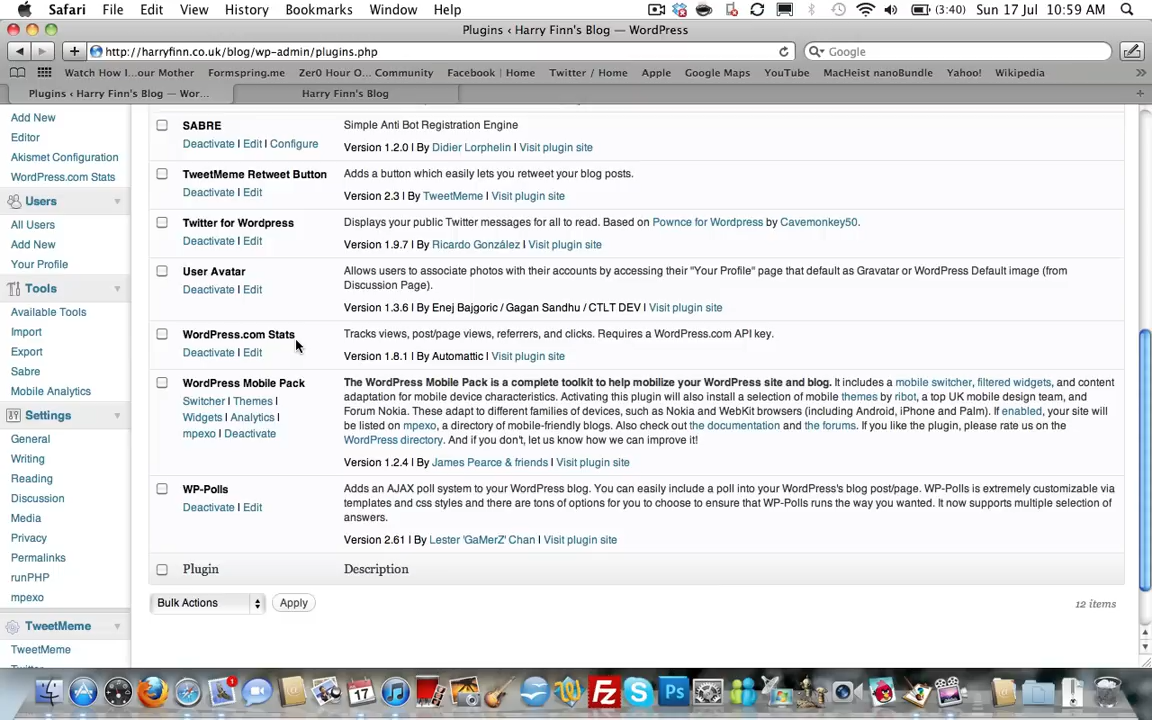 Safari File Edit View History Bookmarks Window Help (3:40) Sun 17 Jul 10:59 AM
Plugins ‹ Harry Finn's Blog — WordPress
http://harryfinn.co.uk/blog/wp-admin/plugins.php Google
Watch How I...our Mother Formspring.me Zer0 Hour O... Community Facebook | Home Twitter / Home Apple Google Maps YouTube MacHeist nanoBundle Yahoo! Wikipedia
Plugins ‹ Harry Finn's Blog — Wor... Harry Finn's Blog
Add New
Editor
Akismet Configuration
WordPress.com Stats
Users
All Users
Add New
Your Profile
Tools
Available Tools
Import
Export
Sabre
Mobile Analytics
Settings
General
Writing
Reading
Discussion
Media
Privacy
Permalinks
runPHP
mpexo
TweetMeme
TweetMeme
SABRE
Deactivate | Edit | Configure
Simple Anti Bot Registration Engine
Version 1.2.0 | By Didier Lorphelin | Visit plugin site
TweetMeme Retweet Button
Deactivate | Edit
Adds a button which easily lets you retweet your blog posts.
Version 2.3 | By TweetMeme | Visit plugin site
Twitter for Wordpress
Deactivate | Edit
Displays your public Twitter messages for all to read. Based on Pownce for Wordpress by Cavemonkey50.
Version 1.9.7 | By Ricardo González | Visit plugin site
User Avatar
Deactivate | Edit
Allows users to associate photos with their accounts by accessing their "Your Profile" page that default as Gravatar or WordPress Default image (from
Discussion Page).
Version 1.3.6 | By Enej Bajgoric / Gagan Sandhu / CTLT DEV | Visit plugin site
WordPress.com Stats
Deactivate | Edit
Tracks views, post/page views, referrers, and clicks. Requires a WordPress.com API key.
Version 1.8.1 | By Automattic | Visit plugin site
WordPress Mobile Pack
Switcher | Themes |
Widgets | Analytics |
mpexo | Deactivate
The WordPress Mobile Pack is a complete toolkit to help mobilize your WordPress site and blog. It includes a mobile switcher, filtered widgets, and content
adaptation for mobile device characteristics. Activating this plugin will also install a selection of mobile themes by ribot, a top UK mobile design team, and
Forum Nokia. These adapt to different families of devices, such as Nokia and WebKit browsers (including Android, iPhone and Palm). If enabled, your site will
be listed on mpexo, a directory of mobile-friendly blogs. Also check out the documentation and the forums. If you like the plugin, please rate us on the
WordPress directory. And if you don't, let us know how we can improve it!
Version 1.2.4 | By James Pearce & friends | Visit plugin site
WP-Polls
Deactivate | Edit
Adds an AJAX poll system to your WordPress blog. You can easily include a poll into your WordPress's blog post/page. WP-Polls is extremely customizable via
templates and css styles and there are tons of options for you to choose to ensure that WP-Polls runs the way you wanted. It now supports multiple selection of
answers.
Version 2.61 | By Lester 'GaMerZ' Chan | Visit plugin site
Plugin Description
Bulk Actions Apply 12 items